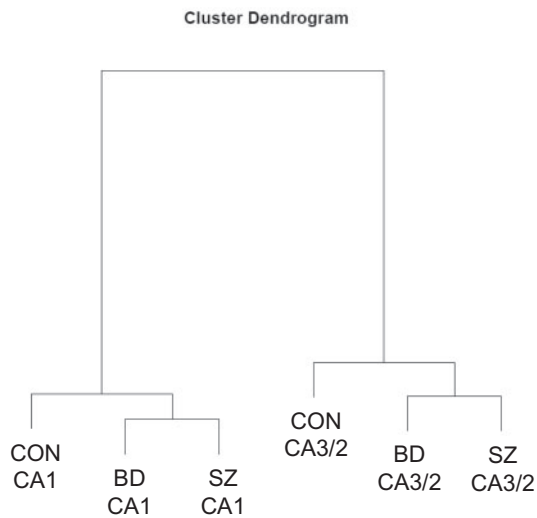 Cluster Dendrogram
CON
CA1
BD
CA1
SZ
CA1
CON
CA3/2
BD
CA3/2
SZ
CA3/2